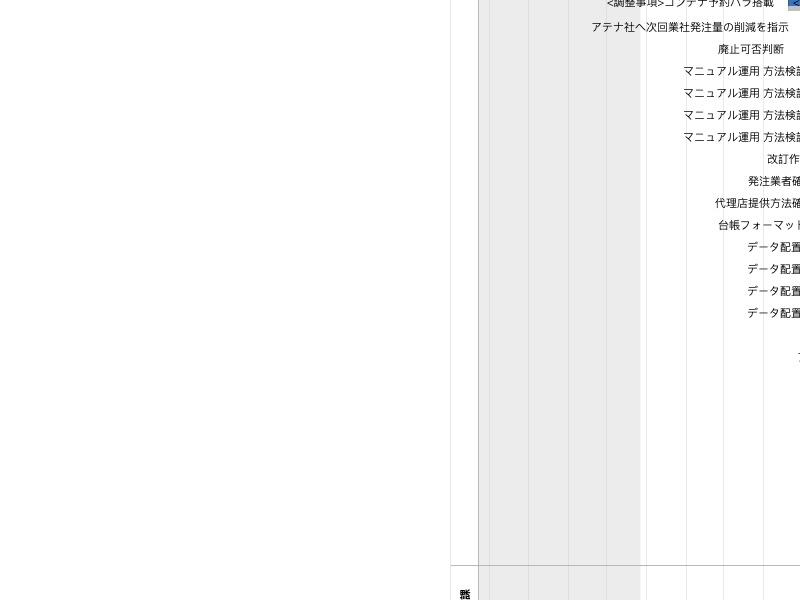 <調整事項>コンテナ予約バラ搭載
アテナ社へ次回業社発注量の削減を指示
廃止可否判断
マニュアル運用 方法検証
マニュアル運用 方法検証
マニュアル運用 方法検証
マニュアル運用 方法検証
改訂作
発注業者確
代理店提供方法確
台帳フォーマット
データ配置
データ配置
データ配置
データ配置